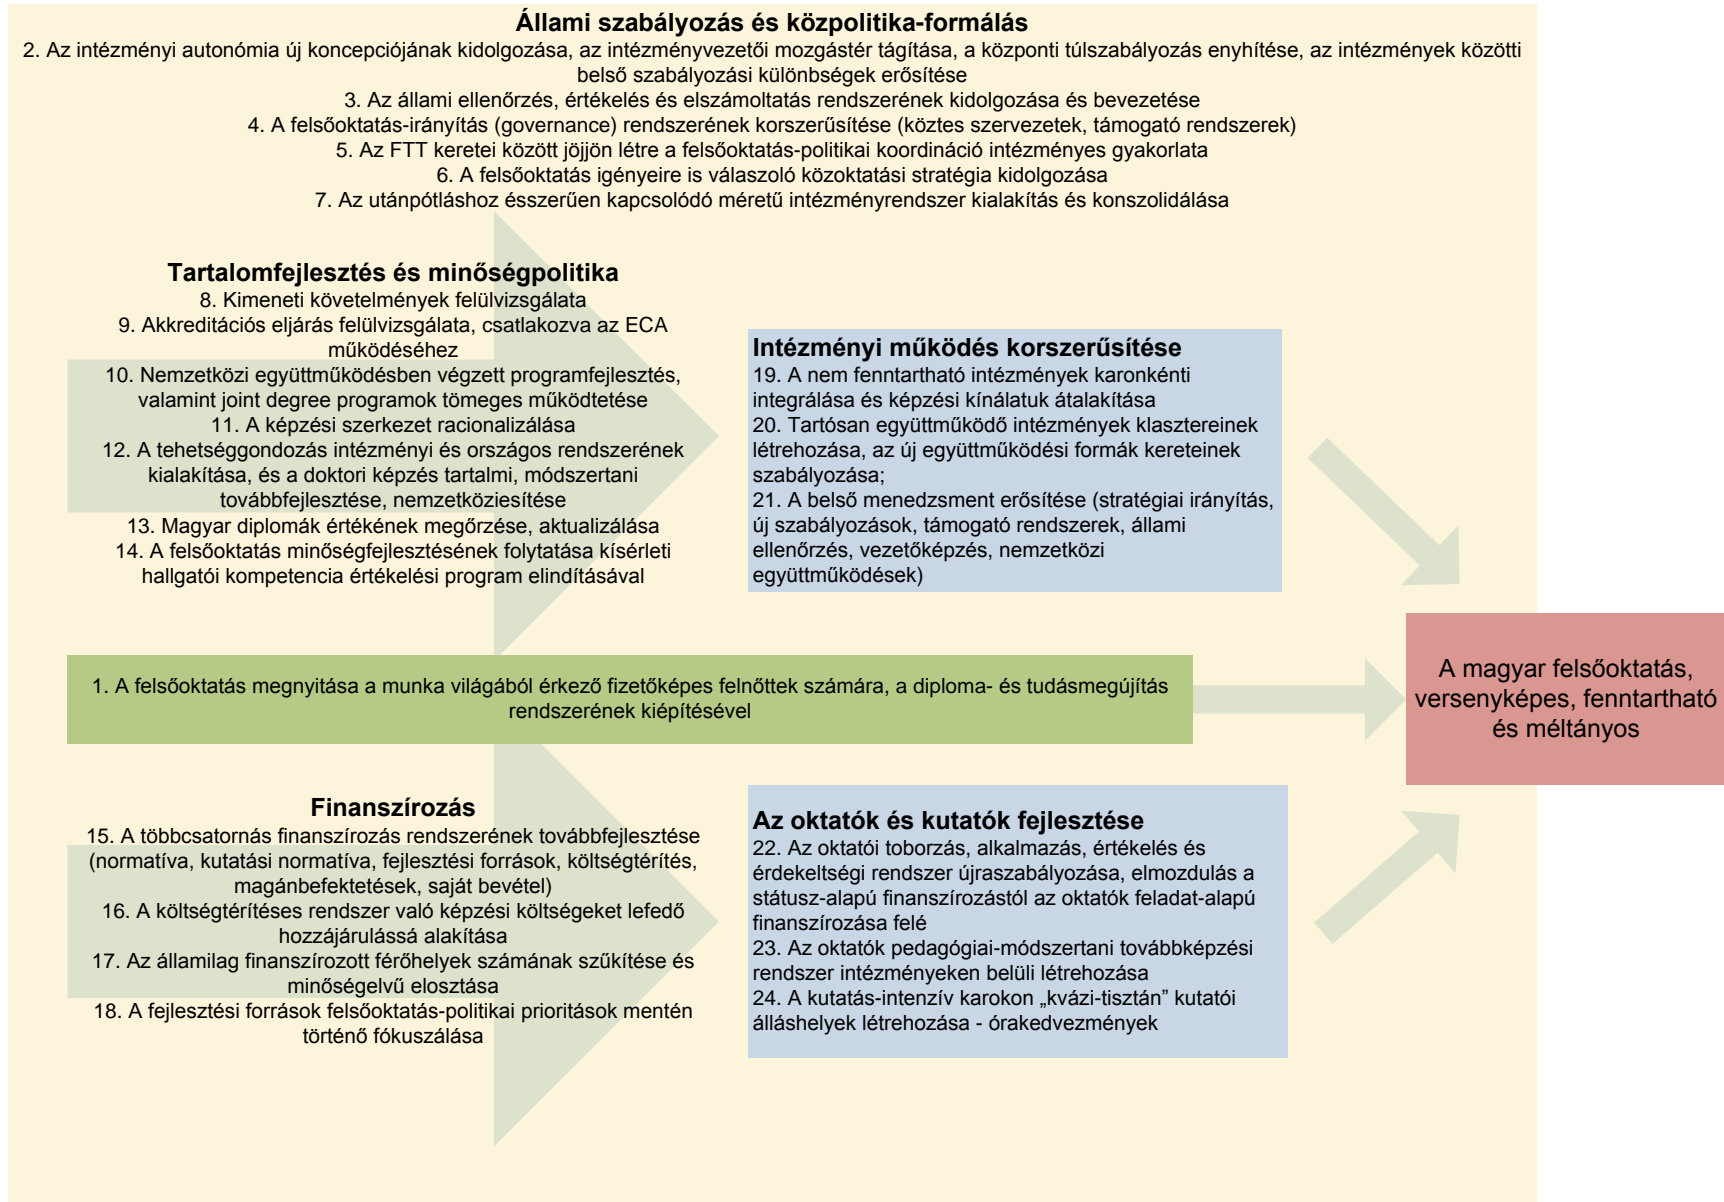 Állami szabályozás és közpolitika-formálás
2. Az intézményi autonómia új koncepciójának kidolgozása, az intézményvezetői mozgástér tágítása, a központi túlszabályozás enyhítése, az intézmények közötti
belső szabályozási különbségek erősítése
3. Az állami ellenőrzés, értékelés és elszámoltatás rendszerének kidolgozása és bevezetése
4. A felsőoktatás-irányítás (governance) rendszerének korszerűsítése (köztes szervezetek, támogató rendszerek)
5. Az FTT keretei között jöjjön létre a felsőoktatás-politikai koordináció intézményes gyakorlata
6. A felsőoktatás igényeire is válaszoló közoktatási stratégia kidolgozása
7. Az utánpótláshoz ésszerűen kapcsolódó méretű intézményrendszer kialakítás és konszolidálása
Tartalomfejlesztés és minőségpolitika
8. Kimeneti követelmények felülvizsgálata
9. Akkreditációs eljárás felülvizsgálata, csatlakozva az ECA
működéséhez
10. Nemzetközi együttműködésben végzett programfejlesztés,
valamint joint degree programok tömeges működtetése
11. A képzési szerkezet racionalizálása
12. A tehetséggondozás intézményi és országos rendszerének
kialakítása, és a doktori képzés tartalmi, módszertani
továbbfejlesztése, nemzetköziesítése
13. Magyar diplomák értékének megőrzése, aktualizálása
14. A felsőoktatás minőségfejlesztésének folytatása kísérleti
hallgatói kompetencia értékelési program elindításával
Intézményi működés korszerűsítése
19. A nem fenntartható intézmények karonkénti
integrálása és képzési kínálatuk átalakítása
20. Tartósan együttműködő intézmények klasztereinek
létrehozása, az új együttműködési formák kereteinek
szabályozása;
21. A belső menedzsment erősítése (stratégiai irányítás,
új szabályozások, támogató rendszerek, állami
ellenőrzés, vezetőképzés, nemzetközi
együttműködések)
1. A felsőoktatás megnyitása a munka világából érkező fizetőképes felnőttek számára, a diploma- és tudásmegújítás
rendszerének kiépítésével
A magyar felsőoktatás,
versenyképes, fenntartható
és méltányos
Finanszírozás
15. A többcsatornás finanszírozás rendszerének továbbfejlesztése
(normatíva, kutatási normatíva, fejlesztési források, költségtérítés,
magánbefektetések, saját bevétel)
16. A költségtérítéses rendszer való képzési költségeket lefedő
hozzájárulássá alakítása
17. Az államilag finanszírozott férőhelyek számának szűkítése és
minőségelvű elosztása
18. A fejlesztési források felsőoktatás-politikai prioritások mentén
történő fókuszálása
Az oktatók és kutatók fejlesztése
22. Az oktatói toborzás, alkalmazás, értékelés és
érdekeltségi rendszer újraszabályozása, elmozdulás a
státusz-alapú finanszírozástól az oktatók feladat-alapú
finanszírozása felé
23. Az oktatók pedagógiai-módszertani továbbképzési
rendszer intézményeken belüli létrehozása
24. A kutatás-intenzív karokon „kvázi-tisztán” kutatói
álláshelyek létrehozása - órakedvezmények